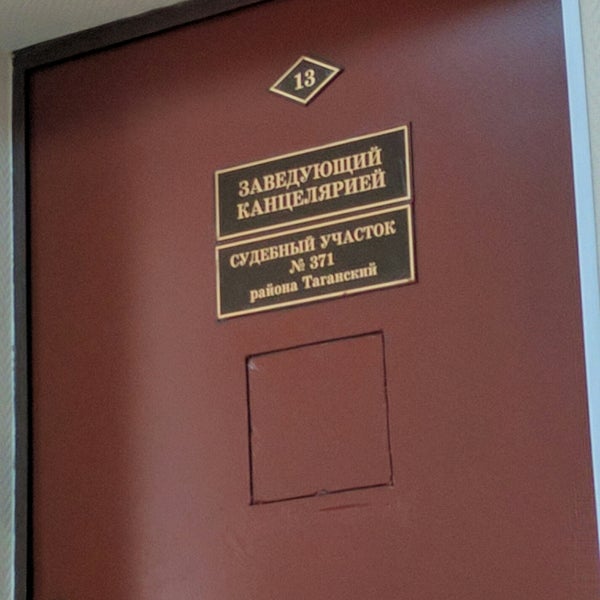 13
ЗАВЕДУЮЩИЙ
КАНЦЕЛЯРИЕЙ
СУДЕБНЫЙ УЧАСТОК
№ 371
района Таганский